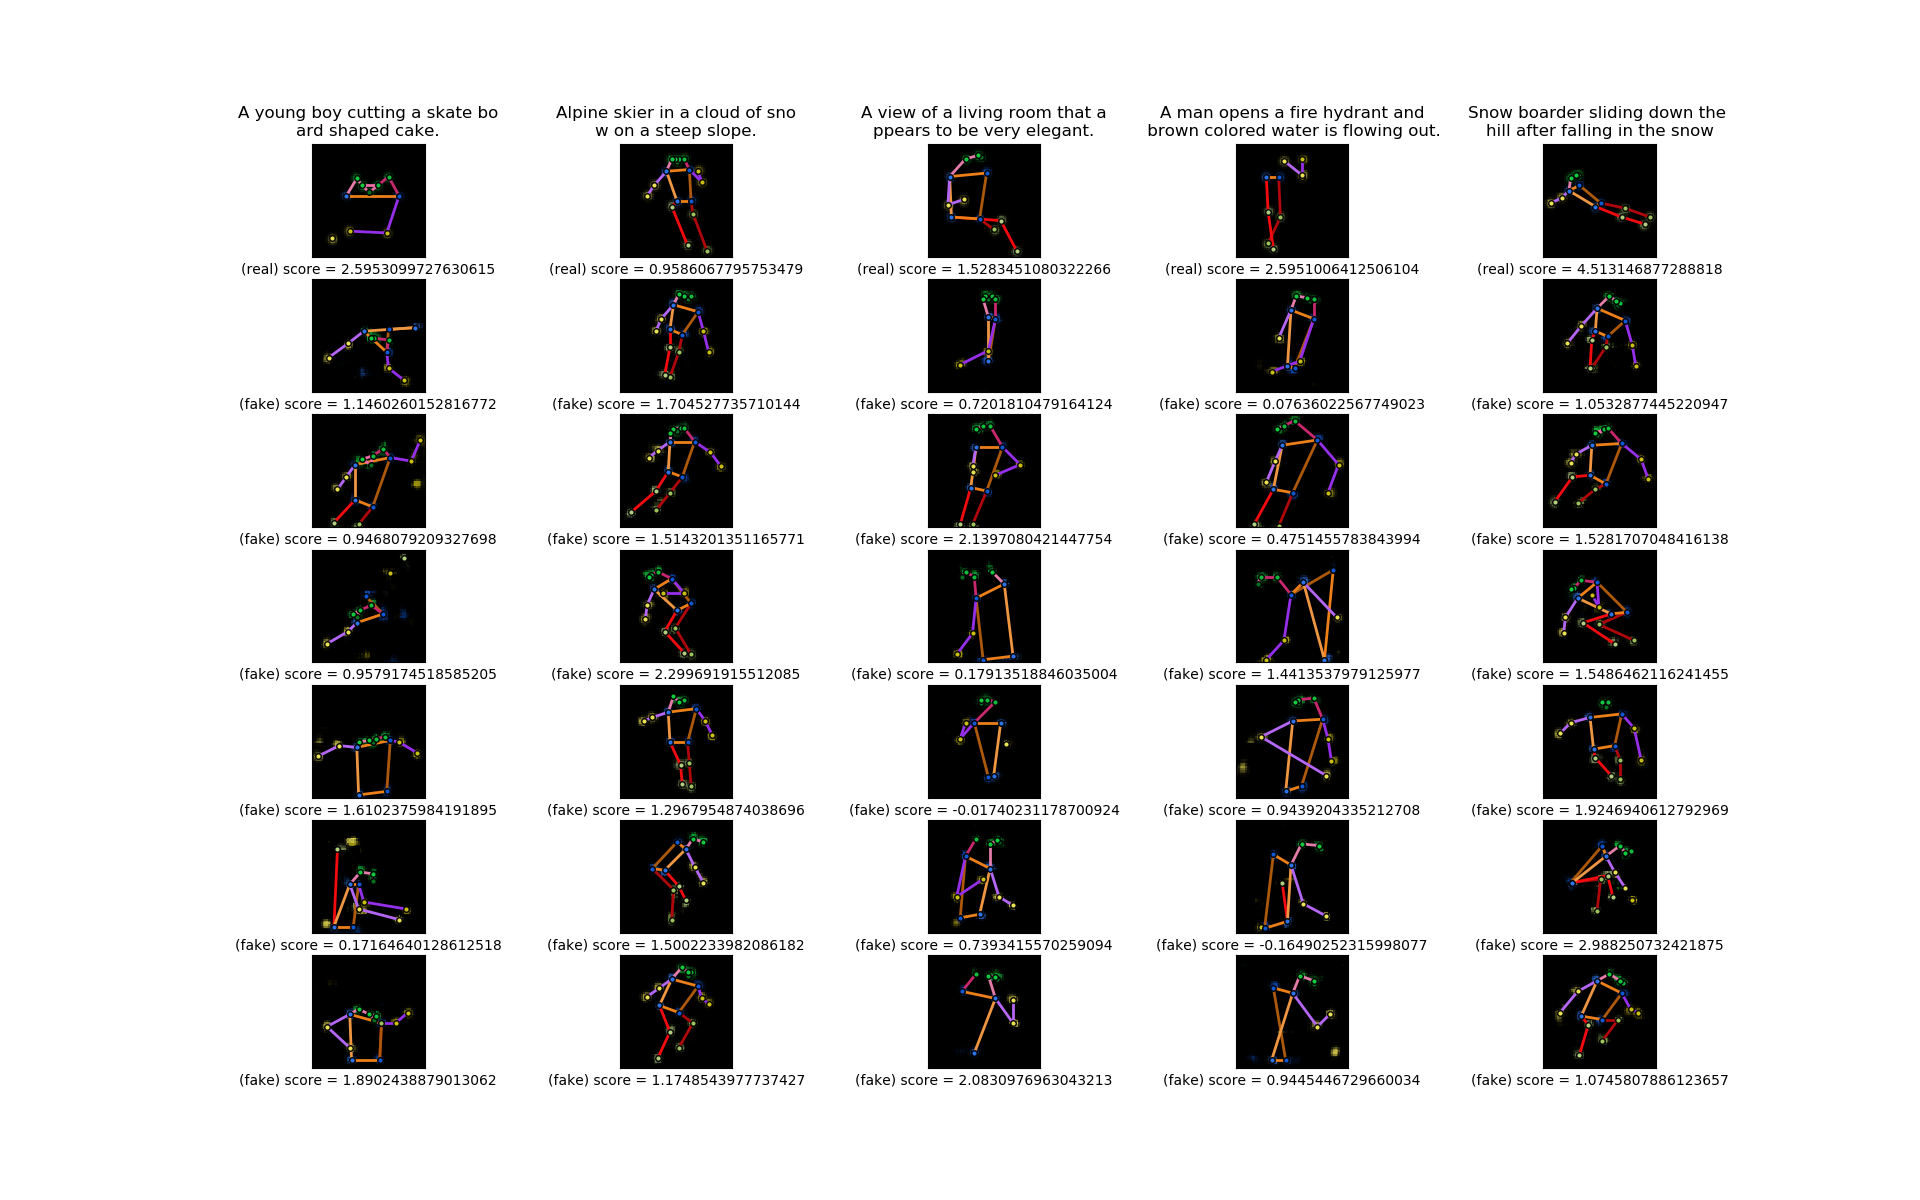 A young boy cutting a skate bo
ard shaped cake.
Alpine skier in a cloud of sno
w on a steep slope.
A view of a living room that a
ppears to be very elegant.
A man opens a fire hydrant and
brown colored water is flowing out.
Snow boarder sliding down the
hill after falling in the snow
(real) score = 2.5953099727630615
(real) score = 0.9586067795753479
(real) score = 1.5283451080322266
(real) score = 2.5951006412506104
(real) score = 4.513146877288818
(fake) score = 1.1460260152816772
(fake) score = 1.704527735710144
(fake) score = 0.7201810479164124
(fake) score = 0.07636022567749023
(fake) score = 1.0532877445220947
(fake) score = 0.9468079209327698
(fake) score = 1.5143201351165771
(fake) score = 2.1397080421447754
(fake) score = 0.4751455783843994
(fake) score = 1.5281707048416138
(fake) score = 0.9579174518585205
(fake) score = 2.299691915512085
(fake) score = 0.17913518846035004
(fake) score = 1.4413537979125977
(fake) score = 1.5486462116241455
(fake) score = 1.6102375984191895
(fake) score = 1.2967954874038696
(fake) score = -0.01740231178700924
(fake) score = 0.9439204335212708
(fake) score = 1.9246940612792969
(fake) score = 0.17164640128612518
(fake) score = 1.5002233982086182
(fake) score = 0.7393415570259094
(fake) score = -0.16490252315998077
(fake) score = 2.988250732421875
(fake) score = 1.8902438879013062
(fake) score = 1.1748543977737427
(fake) score = 2.0830976963043213
(fake) score = 0.9445446729660034
(fake) score = 1.0745807886123657